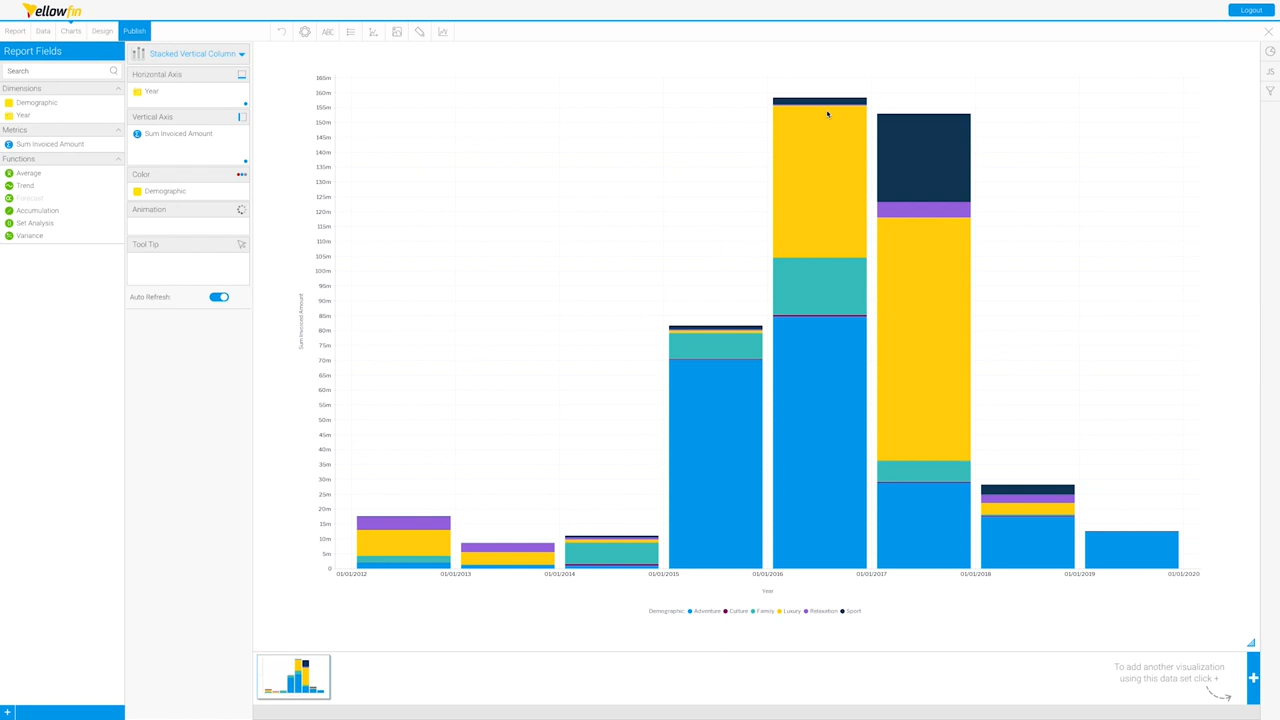 Yellowfin
Logout
Report Data Charts Design Publish
ABC
Report Fields
Search
Dimensions
Demographic
Year
Metrics
Sum Invoiced Amount
Functions
Average
Trend
Forecast
Accumulation
Set Analysis
Variance
Stacked Vertical Column
Horizontal Axis
Year
Vertical Axis
Sum Invoiced Amount
Color
Demographic
Animation
Tool Tip
Auto Refresh:
JS
165m
160m
155m
150m
145m
140m
135m
130m
125m
120m
115m
110m
105m
100m
95m
90m
85m
80m
75m
70m
65m
60m
55m
50m
45m
40m
35m
30m
25m
20m
15m
10m
5m
0
Sum Invoiced Amount
01/01/2012 01/01/2013 01/01/2014 01/01/2015 01/01/2016 01/01/2017 01/01/2018 01/01/2019 01/01/2020
Year
Demographic: Adventure Culture Family Luxury Relaxation Sport
To add another visualization
using this data set click +